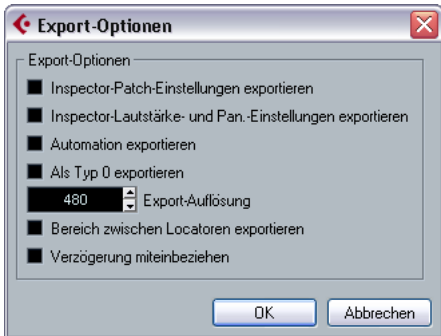 Export-Optionen
Export-Optionen
Inspector-Patch-Einstellungen exportieren
Inspector-Lautstärke- und Pan.-Einstellungen exportieren
Automation exportieren
Als Typ 0 exportieren
480 Export-Auflösung
Bereich zwischen Locatoren exportieren
Verzögerung miteinbeziehen
OK Abbrechen